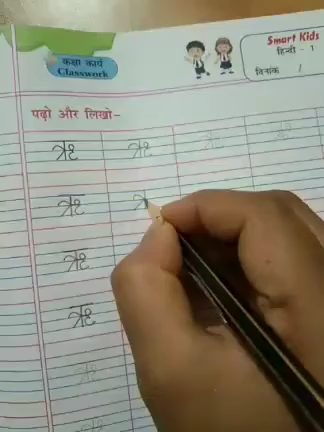 कक्षा कार्य
Classwork
Smart Kids
हिन्दी - 1
दिनांक /
पढ़ो और लिखो-
ऋ ऋ ऋ ऋ
ऋ
ऋ
ऋ
ऋ
ऋ